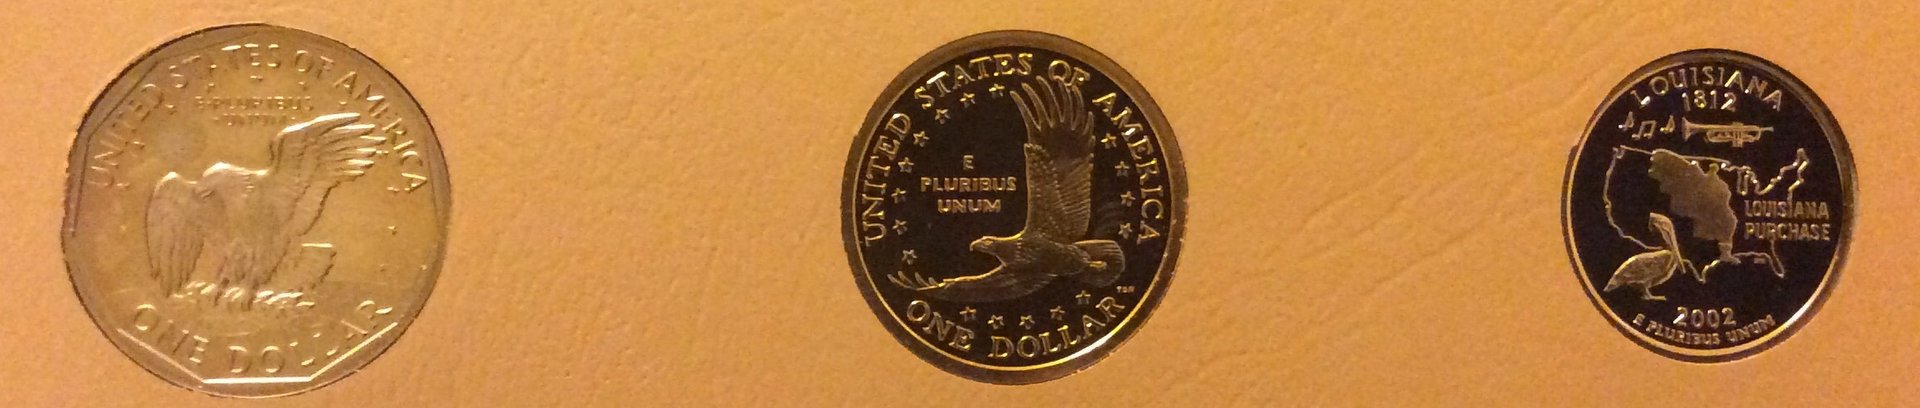 UNITED STATES OF AMERICA
E PLURIBUS
UNUM
ONE DOLLAR
UNITED STATES OF AMERICA
E
PLURIBUS
UNUM
ONE DOLLAR
LOUISIANA
1812
LOUISIANA
PURCHASE
2002
E PLURIBUS UNUM